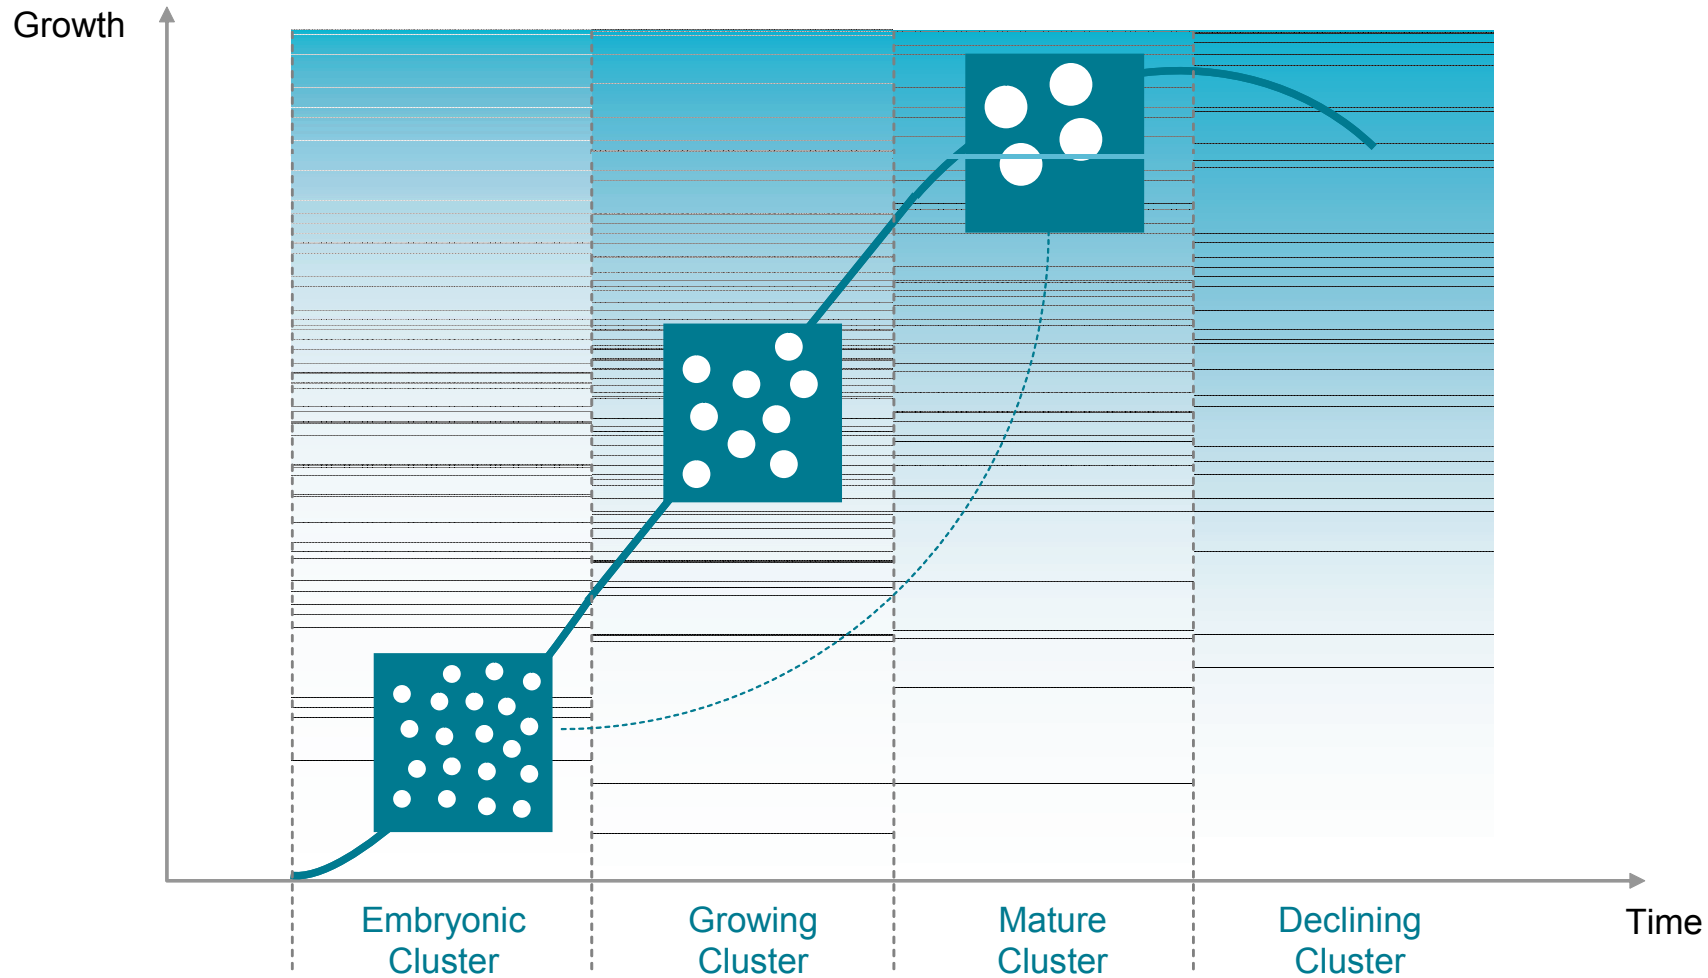 Growth
Embryonic
Cluster
Growing
Cluster
Mature
Cluster
Declining
Cluster
Time